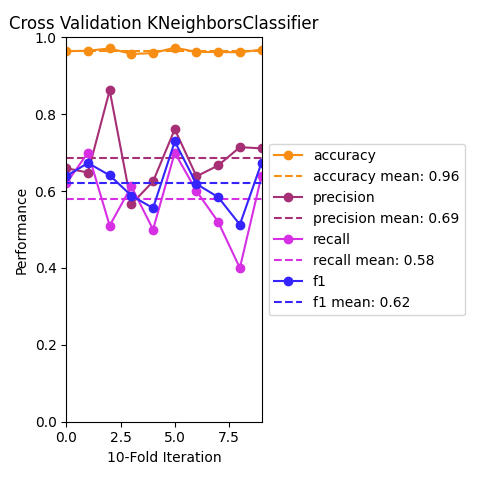 Cross Validation KNeighborsClassifier
1.0
0.8
0.6
0.4
0.2
0.0
Performance
0.0
2.5
5.0
7.5
10-Fold Iteration
accuracy
accuracy mean: 0.96
precision
precision mean: 0.69
recall
recall mean: 0.58
f1
f1 mean: 0.62